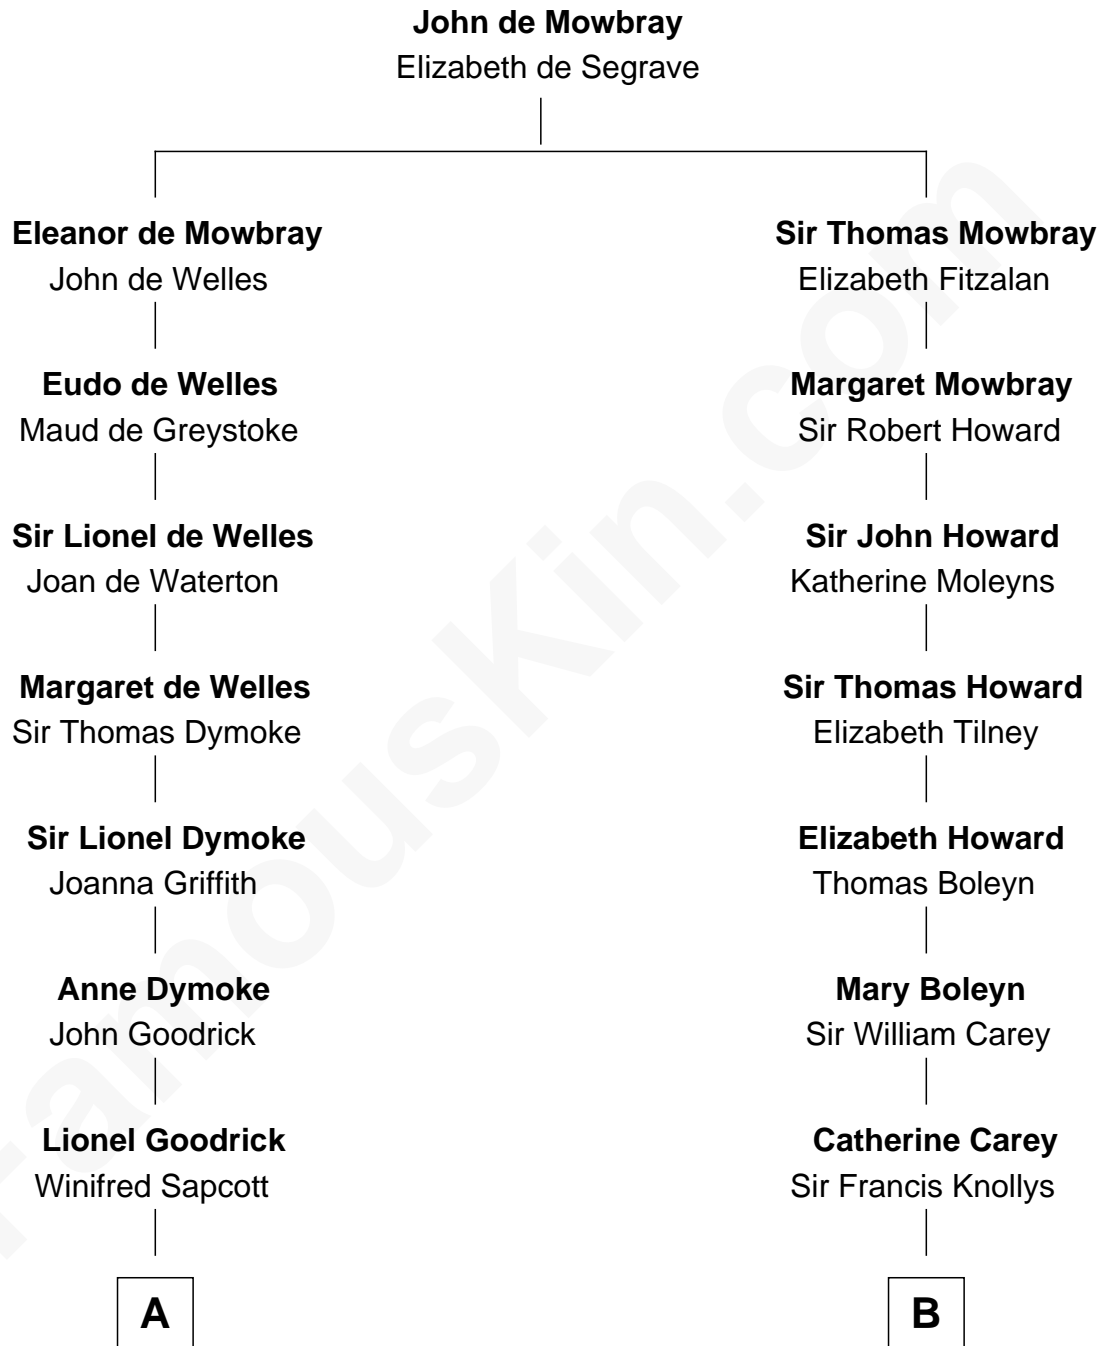 John de Mowbray
Elizabeth de Segrave
Eleanor de Mowbray
John de Welles
Sir Thomas Mowbray
Elizabeth Fitzalan
Eudo de Welles
Maud de Greystoke
Margaret Mowbray
Sir Robert Howard
Sir Lionel de Welles
Joan de Waterton
Sir John Howard
Katherine Moleyns
Margaret de Welles
Sir Thomas Dymoke
Sir Thomas Howard
Elizabeth Tilney
Sir Lionel Dymoke
Joanna Griffith
Elizabeth Howard
Thomas Boleyn
Anne Dymoke
John Goodrick
Mary Boleyn
Sir William Carey
Lionel Goodrick
Winifred Sapcott
Catherine Carey
Sir Francis Knollys
A
B
FamousKin.com